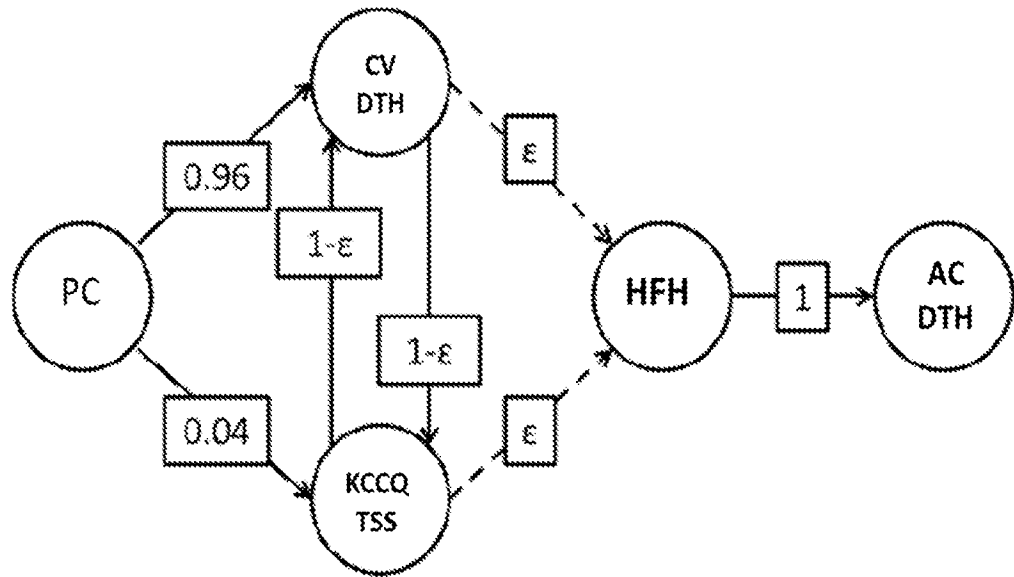 CV
DTH
ε
0.96
1-ε
PC
HFH
1
AC
DTH
1-ε
0.04
ε
KCCQ
TSS